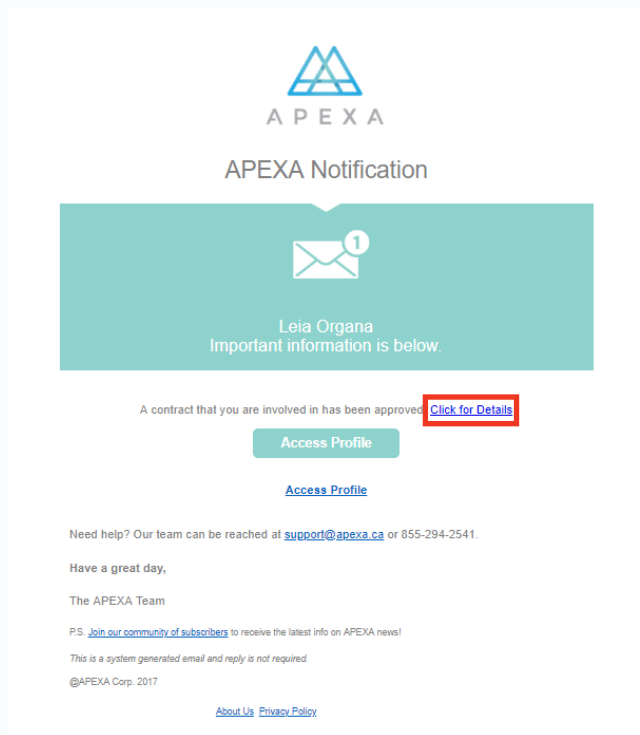 APEXA
APEXA Notification
1
Leia Organa
Important information is below.
A contract that you are involved in has been approved Click for Details
Access Profile
Access Profile
Need help? Our team can be reached at support@apexa.ca or 855-294-2541.
Have a great day,
The APEXA Team
P.S. Join our community of subscribers to receive the latest info on APEXA news!
This is a system generated email and reply is not required.
@APEXA Corp. 2017
About Us Privacy Policy